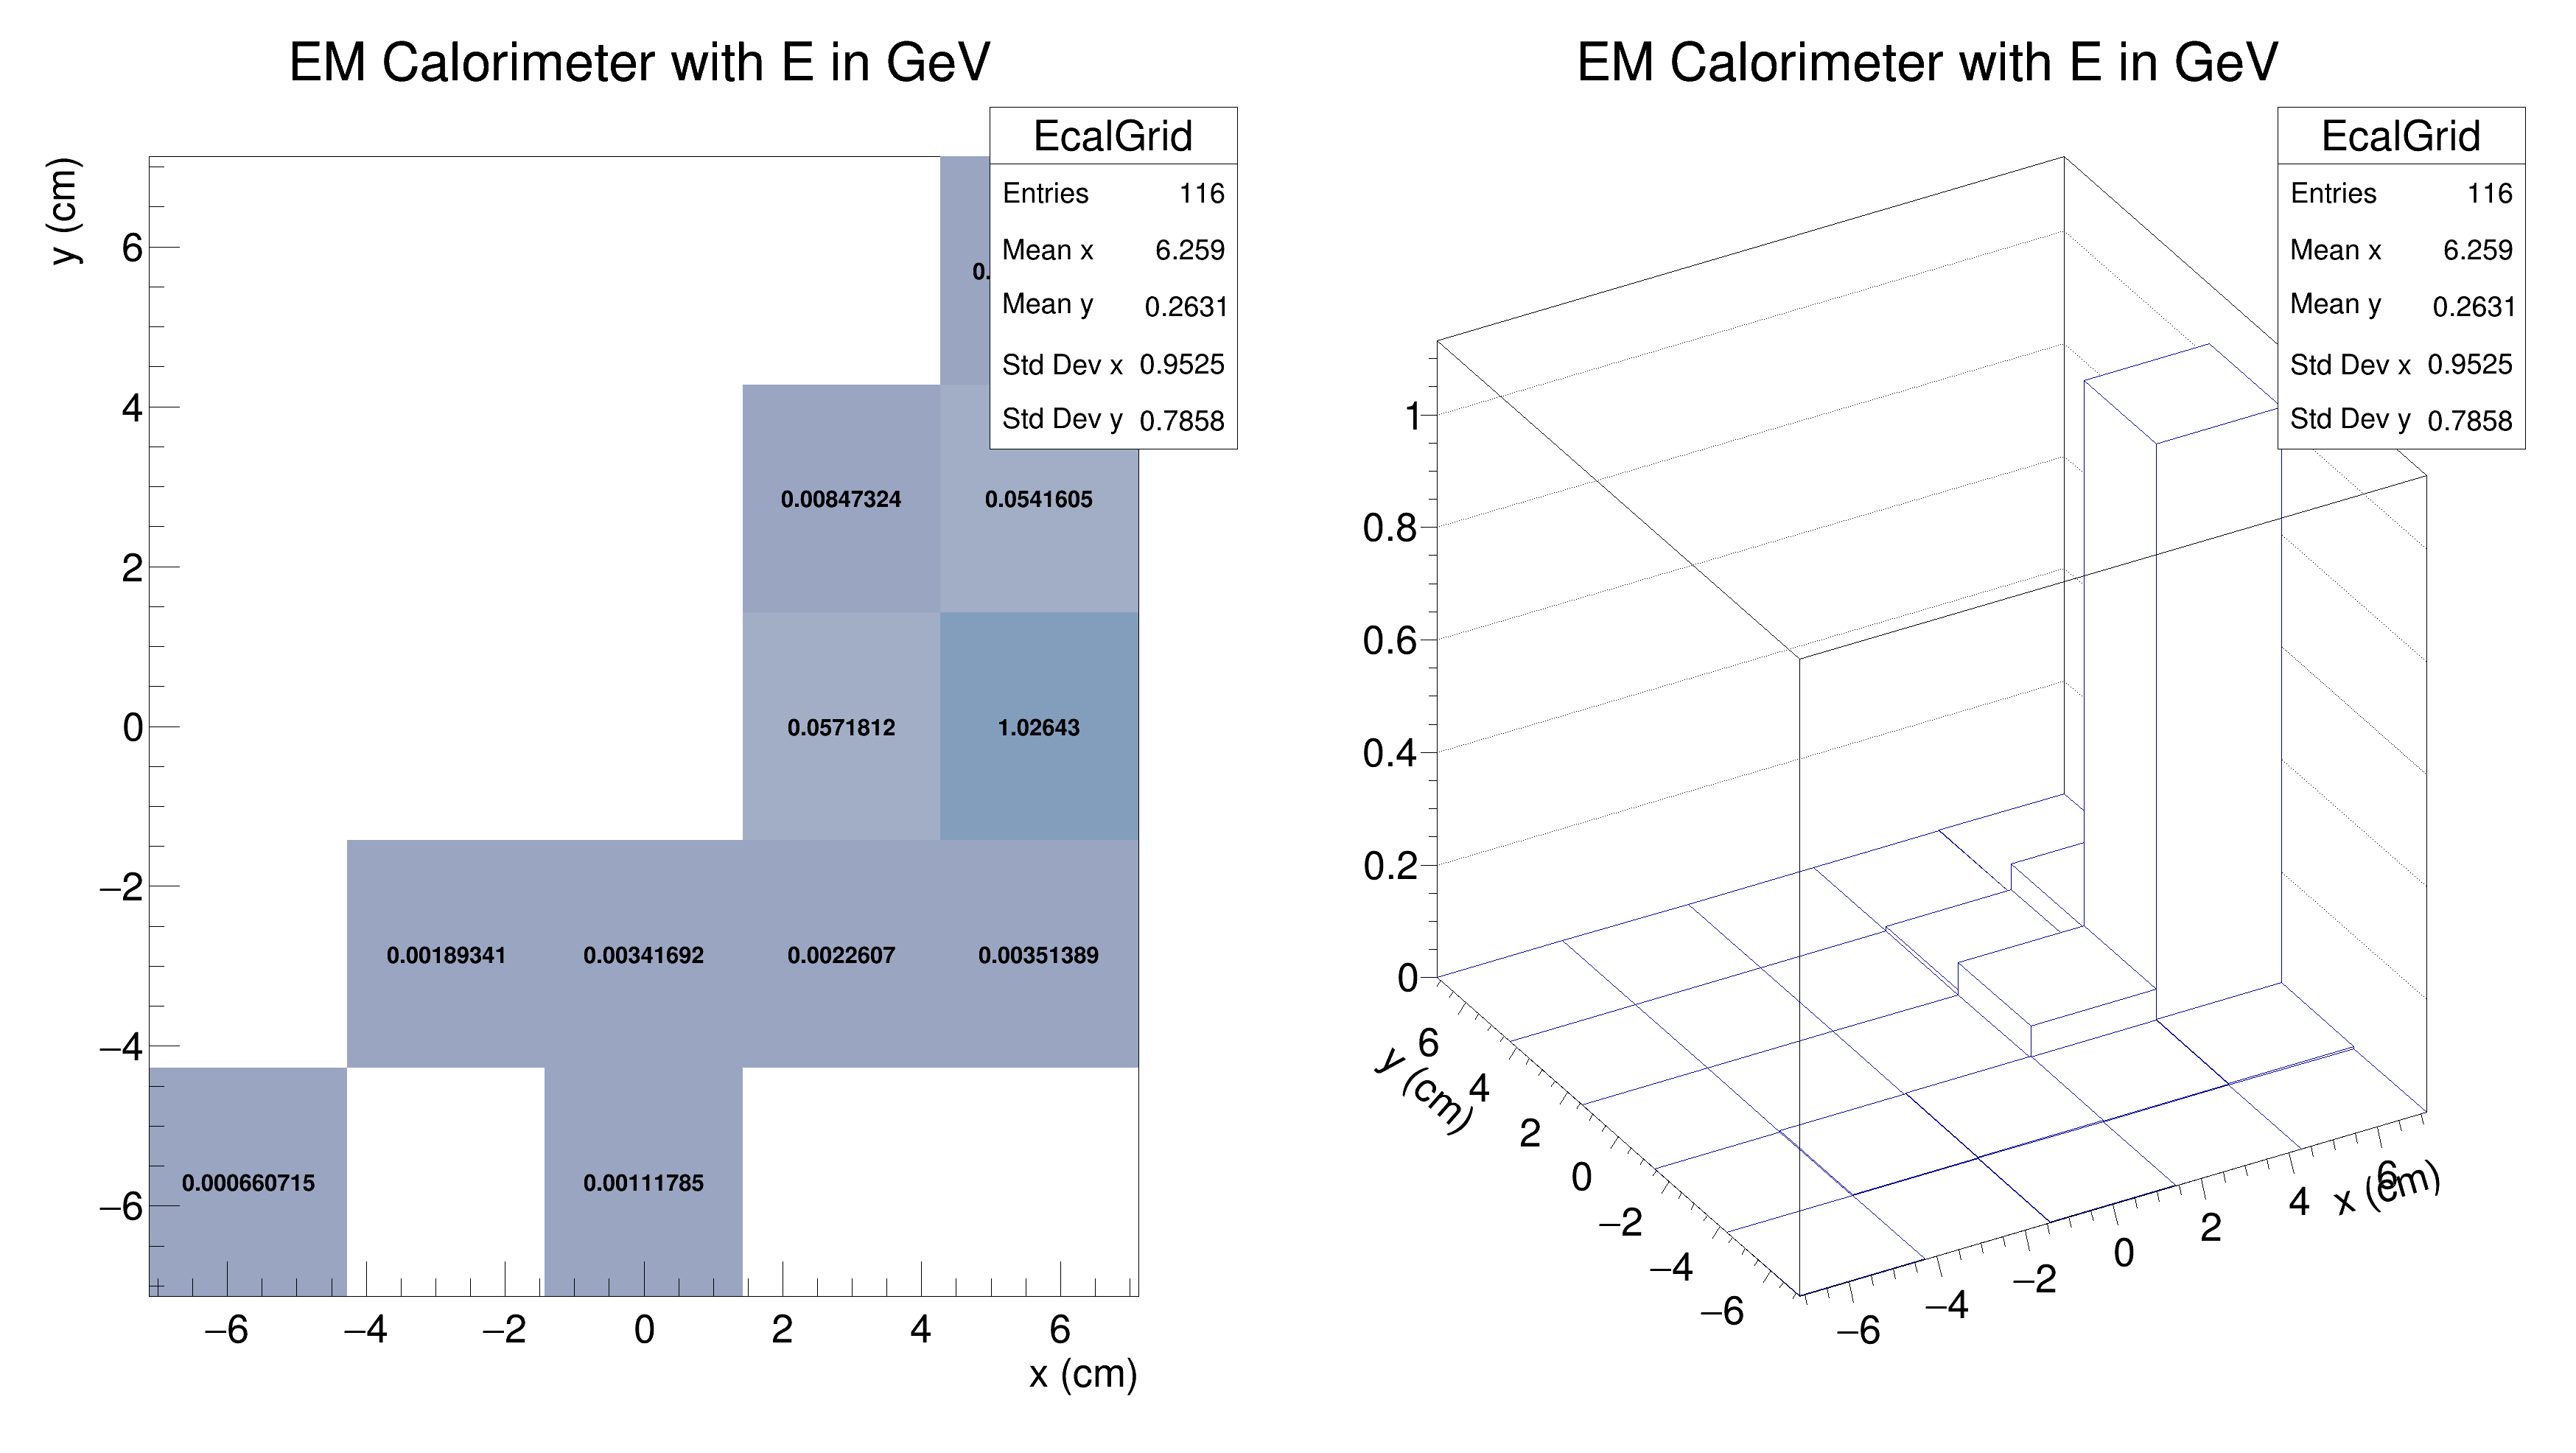 EM Calorimeter with E in GeV
EcalGrid
Entries 116
Mean x 6.259
Mean y 0.2631
Std Dev x 0.9525
Std Dev y 0.7858
y (cm)
6
4
2
0
−2
−4
−6
0.
0.00847324 0.0541605
0.0571812 1.02643
0.00189341 0.00341692 0.0022607 0.00351389
0.000660715 0.00111785
−6 −4 −2 0 2 4 6
x (cm)
EM Calorimeter with E in GeV
EcalGrid
Entries 116
Mean x 6.259
Mean y 0.2631
Std Dev x 0.9525
Std Dev y 0.7858
1
0.8
0.6
0.4
0.2
0
y (cm)
6
4
2
0
−2
−4
−6
−6
−4
−2
0
2
4
6
x (cm)